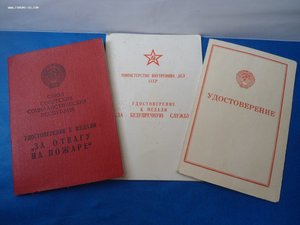 СОЮЗ
СОВЕТСКИХ
СОЦИАЛИСТИЧЕСКИХ
РЕСПУБЛИК
УДОСТОВЕРЕНИЕ К МЕДАЛИ
„ЗА ОТВАГУ
НА ПОЖАРЕ"
МИНИСТЕРСТВО ВНУТРЕННИХ ДЕЛ
СССР
УДОСТОВЕРЕНИЕ
К МЕДАЛИ
ЗА БЕЗУПРЕЧНУЮ СЛУЖБУ
УДОСТОВЕРЕНИЕ